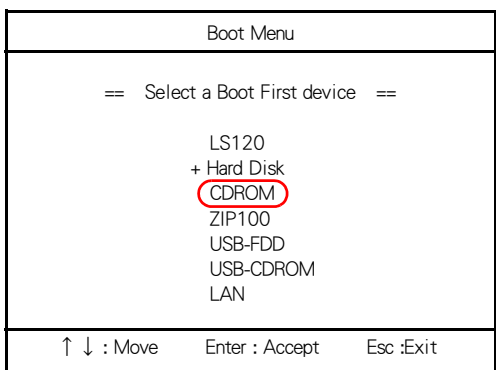 Boot Menu
== Select a Boot First device ==
LS120
+ Hard Disk
CDROM
ZIP100
USB-FDD
USB-CDROM
LAN
↑↓ : Move Enter : Accept Esc :Exit